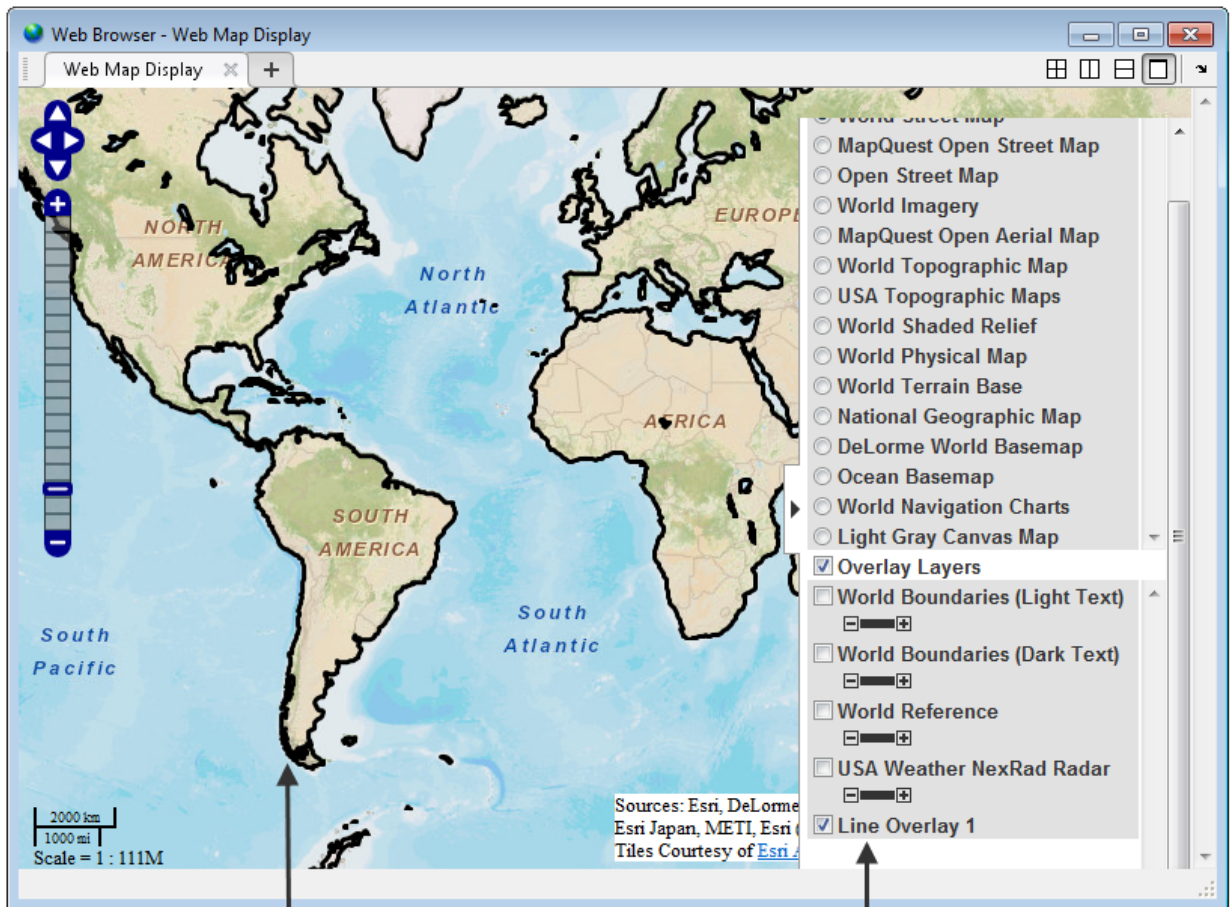 Web Browser - Web Map Display
Web Map Display
World Street Map
MapQuest Open Street Map
Open Street Map
World Imagery
MapQuest Open Aerial Map
World Topographic Map
USA Topographic Maps
World Shaded Relief
World Physical Map
World Terrain Base
National Geographic Map
DeLorme World Basemap
Ocean Basemap
World Navigation Charts
Light Gray Canvas Map
Overlay Layers
World Boundaries (Light Text)
World Boundaries (Dark Text)
World Reference
USA Weather NexRad Radar
Line Overlay 1
NORTH
AMERICA
EUROPE
North
Atlantic
AFRICA
SOUTH
AMERICA
South
Atlantic
South
Pacific
2000 km
1000 mi
Scale = 1 : 111M
Sources: Esri, DeLorme
Esri Japan, METI, Esri (
Tiles Courtesy of Esri